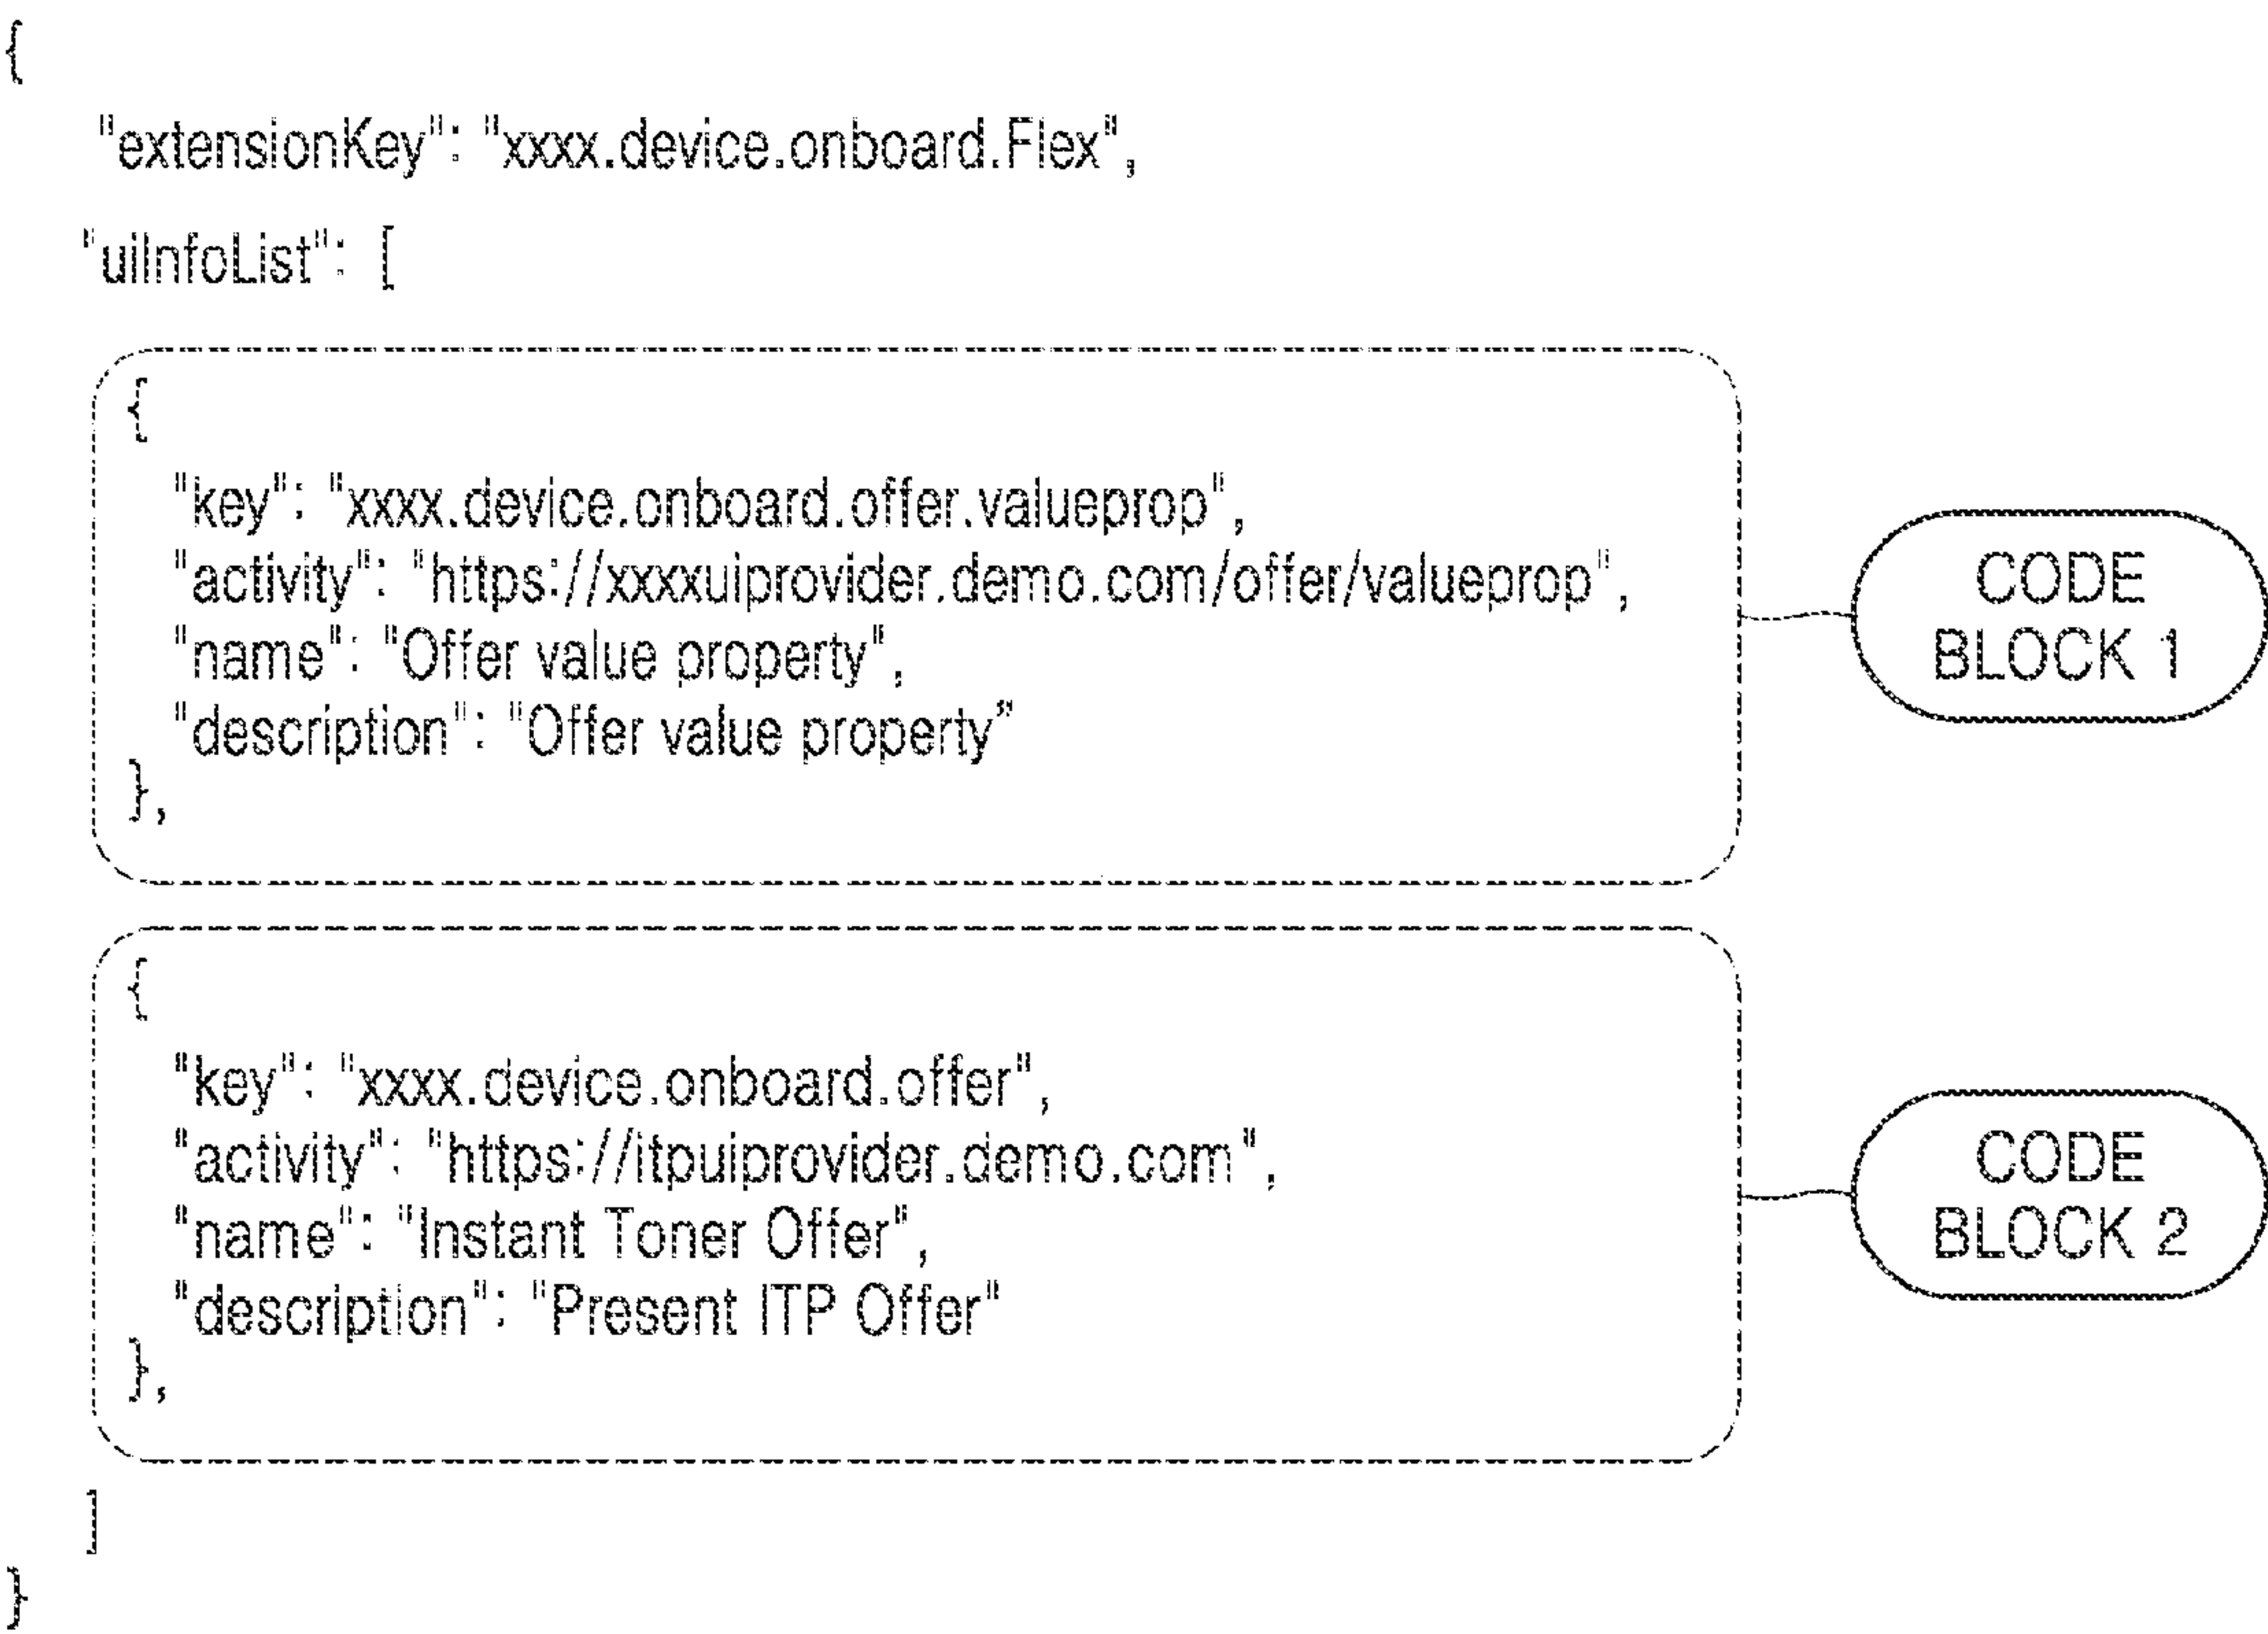 {
"extensionKey": "xxxx.device.onboard.Flex",
"uiInfoList": [
{
"key": "xxxx.device.onboard.offer.valueprop",
"activity": "https://xxxxuiprovider.demo.com/offer/valueprop",
"name": "Offer value property",
"description": "Offer value property"
},
CODE
BLOCK 1
{
"key": "xxxx.device.onboard.offer",
"activity": "https://itpuiprovider.demo.com",
"name": "Instant Toner Offer",
"description": "Present ITP Offer"
},
CODE
BLOCK 2
]
}